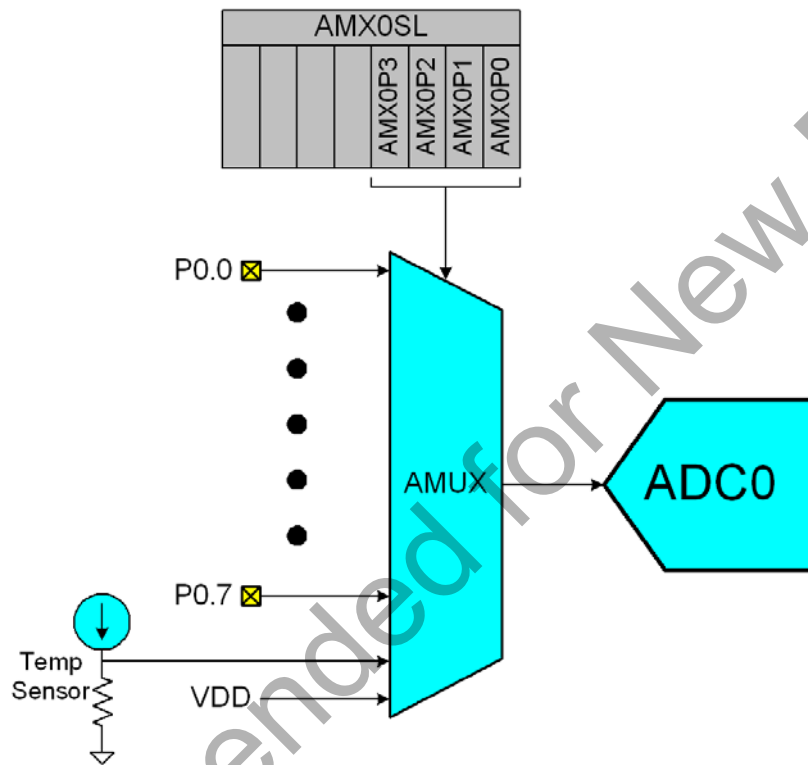 AMX0SL
AMX0P3
AMX0P2
AMX0P1
AMX0P0
P0.0
AMUX
ADC0
P0.7
Temp
Sensor
VDD
ended for New